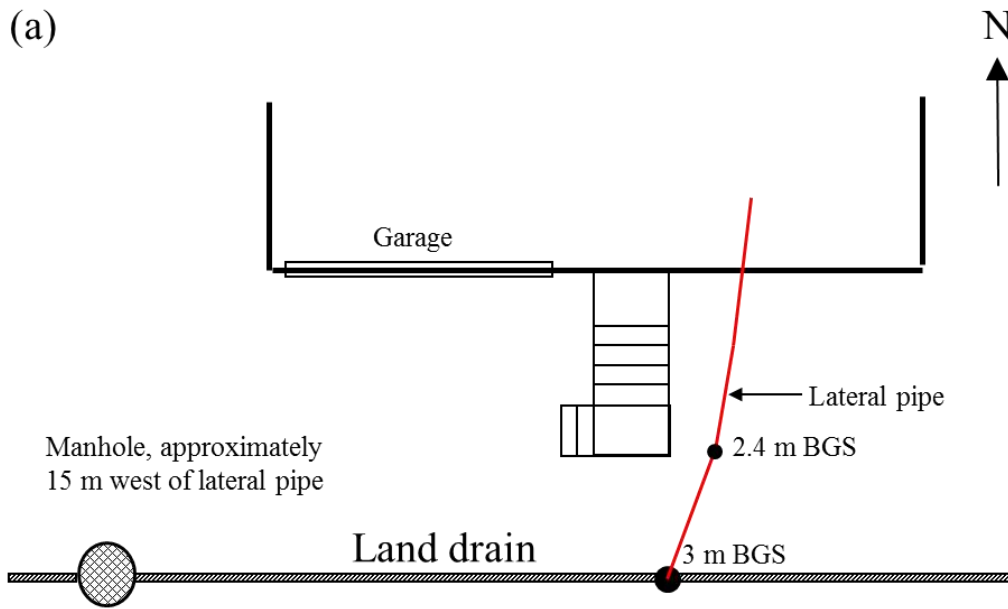 (a)
N
Garage
Lateral pipe
Manhole, approximately
15 m west of lateral pipe
2.4 m BGS
Land drain
3 m BGS